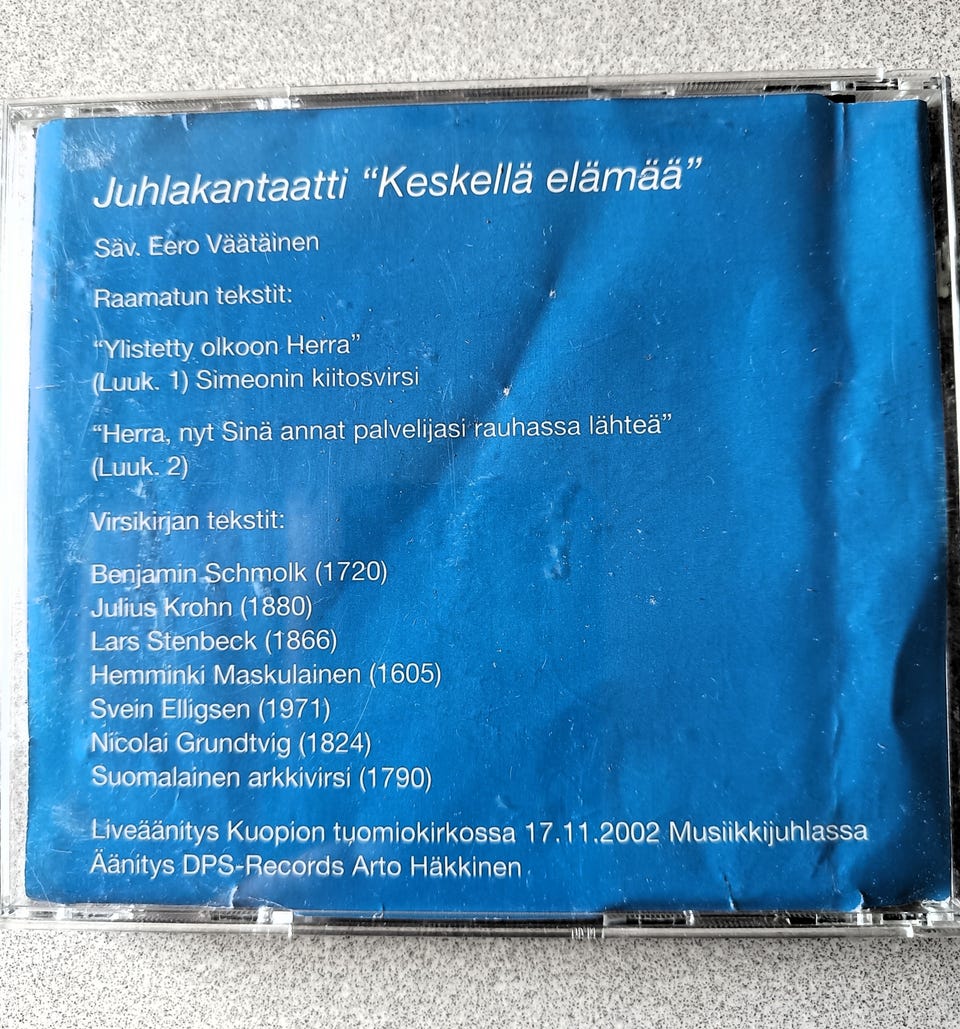 Juhlakantaatti “Keskellä elämää”
Säv. Eero Väätäinen
Raamatun tekstit:
“Ylistetty olkoon Herra”
(Luuk. 1) Simeonin kiitosvirsi
“Herra, nyt Sinä annat palvelijasi rauhassa lähteä”
(Luuk. 2)
Virsikirjan tekstit:
Benjamin Schmolk (1720)
Julius Krohn (1880)
Lars Stenbeck (1866)
Hemminki Maskulainen (1605)
Svein Elligsen (1971)
Nicolai Grundtvig (1824)
Suomalainen arkkivirsi (1790)
Liveäänitys Kuopion tuomiokirkossa 17.11.2002 Musiikkijuhlassa
Äänitys DPS-Records Arto Häkkinen